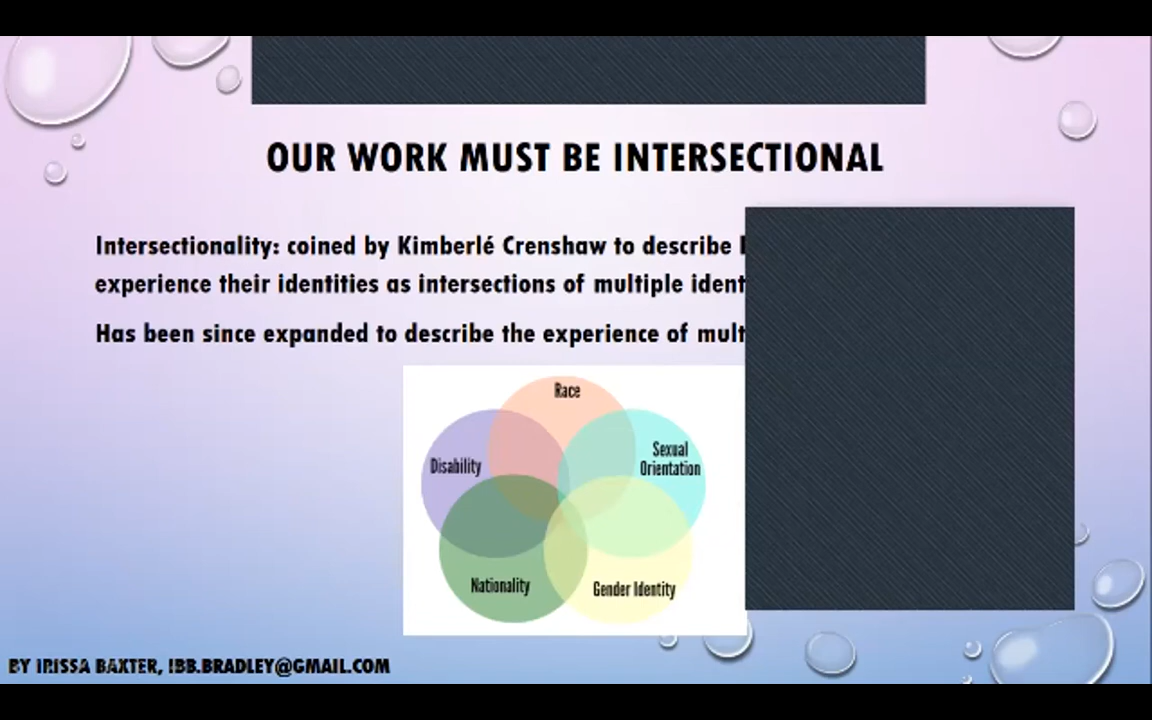 OUR WORK MUST BE INTERSECTIONAL
Intersectionality: coined by Kimberlé Crenshaw to describe
experience their identities as intersections of multiple
Has been since expanded to describe the experience of
Race
Disability
Sexual
Orientation
Nationality
Gender Identity
BY IRISSA BAXTER, IBB.BRADLEY@GMAIL.COM